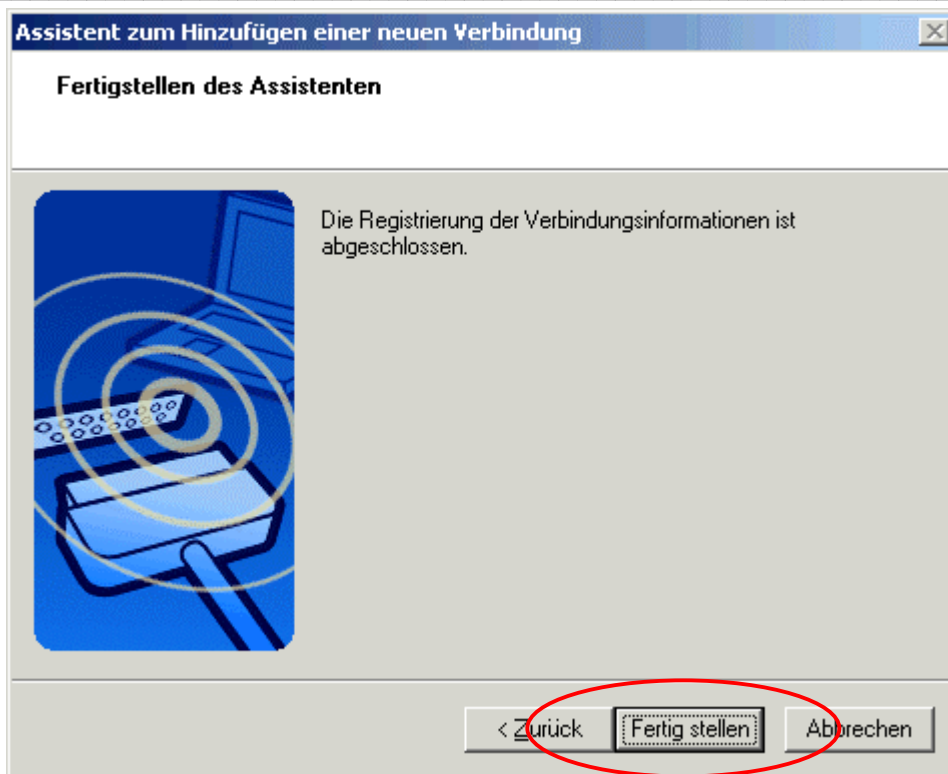 Assistent zum Hinzufügen einer neuen Verbindung
Fertigstellen des Assistenten
Die Registrierung der Verbindungsinformationen ist
abgeschlossen.
< Zurück Fertig stellen Abbrechen